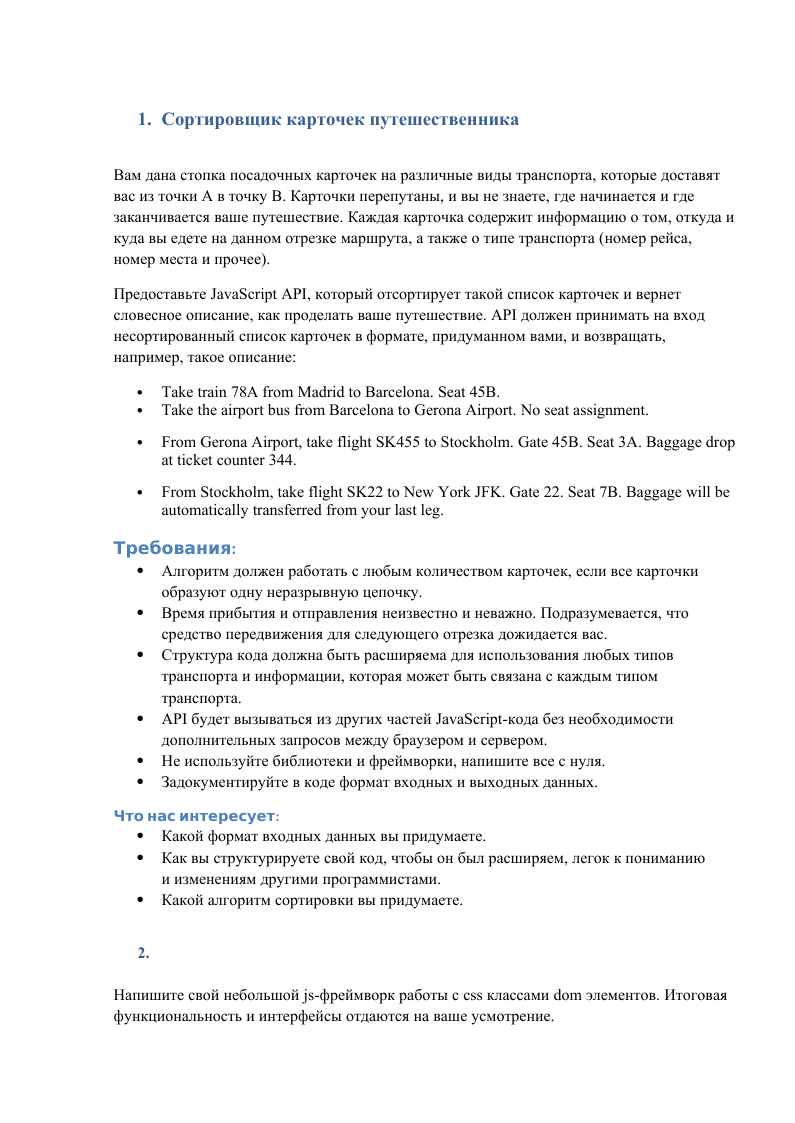 1. Сортировщик карточек путешественника
Вам дана стопка посадочных карточек на различные виды транспорта, которые доставят
вас из точки A в точку B. Карточки перепутаны, и вы не знаете, где начинается и где
заканчивается ваше путешествие. Каждая карточка содержит информацию о том, откуда и
куда вы едете на данном отрезке маршрута, а также о типе транспорта (номер рейса,
номер места и прочее).
Предоставьте JavaScript API, который отсортирует такой список карточек и вернет
словесное описание, как проделать ваше путешествие. API должен принимать на вход
несортированный список карточек в формате, придуманном вами, и возвращать,
например, такое описание:
• Take train 78A from Madrid to Barcelona. Seat 45B.
• Take the airport bus from Barcelona to Gerona Airport. No seat assignment.
• From Gerona Airport, take flight SK455 to Stockholm. Gate 45B. Seat 3A. Baggage drop
at ticket counter 344.
• From Stockholm, take flight SK22 to New York JFK. Gate 22. Seat 7B. Baggage will be
automatically transferred from your last leg.
Требования:
• Алгоритм должен работать с любым количеством карточек, если все карточки
образуют одну неразрывную цепочку.
• Время прибытия и отправления неизвестно и неважно. Подразумевается, что
средство передвижения для следующего отрезка дожидается вас.
• Структура кода должна быть расширяема для использования любых типов
транспорта и информации, которая может быть связана с каждым типом
транспорта.
• API будет вызываться из других частей JavaScript-кода без необходимости
дополнительных запросов между браузером и сервером.
• Не используйте библиотеки и фреймворки, напишите все с нуля.
• Задокументируйте в коде формат входных и выходных данных.
Что нас интересует:
• Какой формат входных данных вы придумаете.
• Как вы структурируете свой код, чтобы он был расширяем, легок к пониманию
и изменениям другими программистами.
• Какой алгоритм сортировки вы придумаете.
2.
Напишите свой небольшой js-фреймворк работы с css классами dom элементов. Итоговая
функциональность и интерфейсы отдаются на ваше усмотрение.